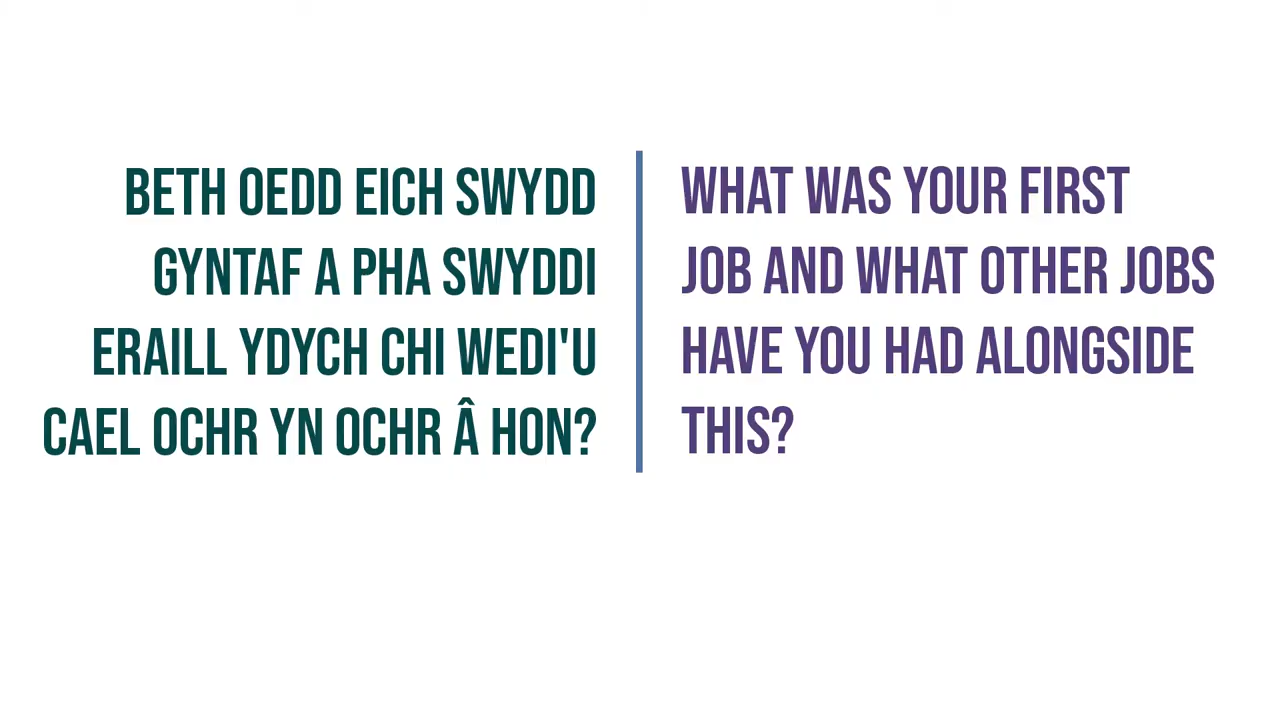 BETH OEDD EICH SWYDD
GYNTAF A PHA SWYDDI
ERAILL YDYCH CHI WEDI'U
CAEL OCHR YN OCHR Â HON?
WHAT WAS YOUR FIRST
JOB AND WHAT OTHER JOBS
HAVE YOU HAD ALONGSIDE
THIS?